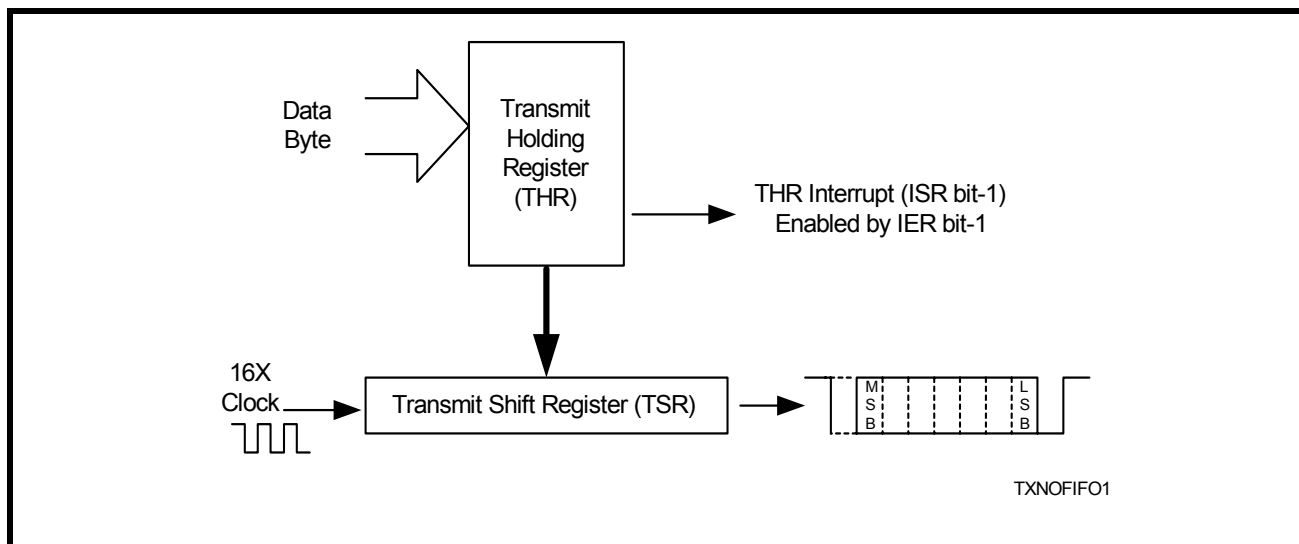 Data
Byte
Transmit
Holding
Register
(THR)
THR Interrupt (ISR bit-1)
Enabled by IER bit-1
16X
Clock
Transmit Shift Register (TSR)
M
S
B
L
S
B
TXNOFIFO1